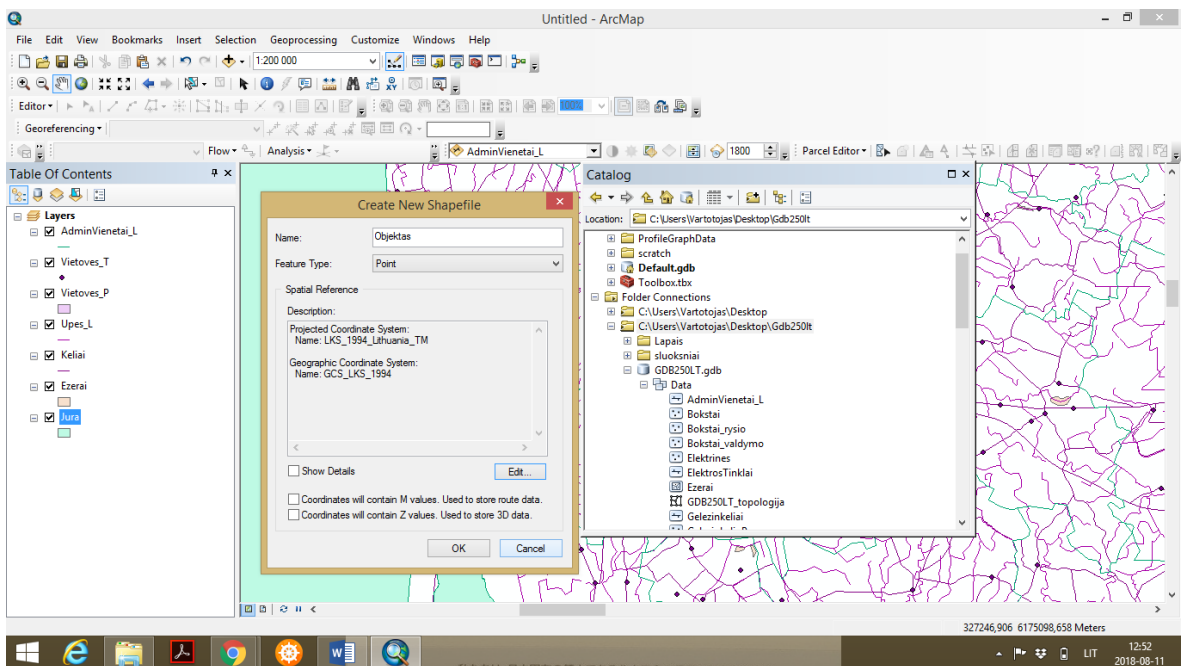 Untitled - ArcMap
File Edit View Bookmarks Insert Selection Geoprocessing Customize Windows Help
1:200 000
Editor 100%
Georeferencing
Flow Analysis AdminVienetai_L 1800 Parcel Editor
Table Of Contents
Layers
AdminVienetai_L
Vietoves_T
Vietoves_P
Upes_L
Keliai
Ezerai
Jura
Create New Shapefile
Name: Objektas
Feature Type: Point
Spatial Reference
Description:
Projected Coordinate System:
Name: LKS_1994_Lithuania_TM
Geographic Coordinate System:
Name: GCS_LKS_1994
Show Details Edit...
Coordinates will contain M values. Used to store route data.
Coordinates will contain Z values. Used to store 3D data.
OK Cancel
Catalog
Location: C:\Users\Vartotojas\Desktop\Gdb250lt
ProfileGraphData
scratch
Default.gdb
Toolbox.tbx
Folder Connections
C:\Users\Vartotojas\Desktop
C:\Users\Vartotojas\Desktop\Gdb250lt
Lapais
sluoksniai
GDB250LT.gdb
Data
AdminVienetai_L
Bokstai
Bokstai_rysio
Bokstai_valdymo
Elektrines
ElektrosTinklai
Ezerai
GDB250LT_topologija
Gelezinkeliai
327246,906 6175098,658 Meters
LIT 12:52
2018-08-11